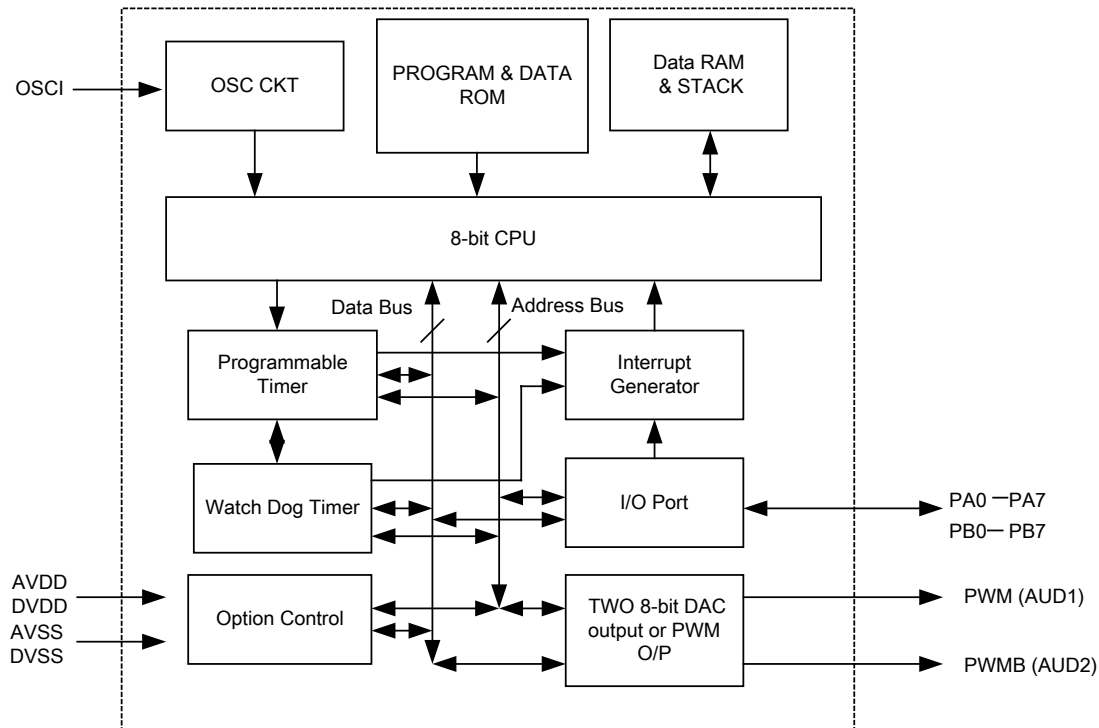 OSCI
OSC CKT
PROGRAM & DATA
ROM
Data RAM
& STACK
8-bit CPU
Data Bus
Address Bus
Programmable
Timer
Interrupt
Generator
Watch Dog Timer
I/O Port
PA0 —PA7
PB0— PB7
AVDD
DVDD
AVSS
DVSS
Option Control
TWO 8-bit DAC
output or PWM
O/P
PWM (AUD1)
PWMB (AUD2)